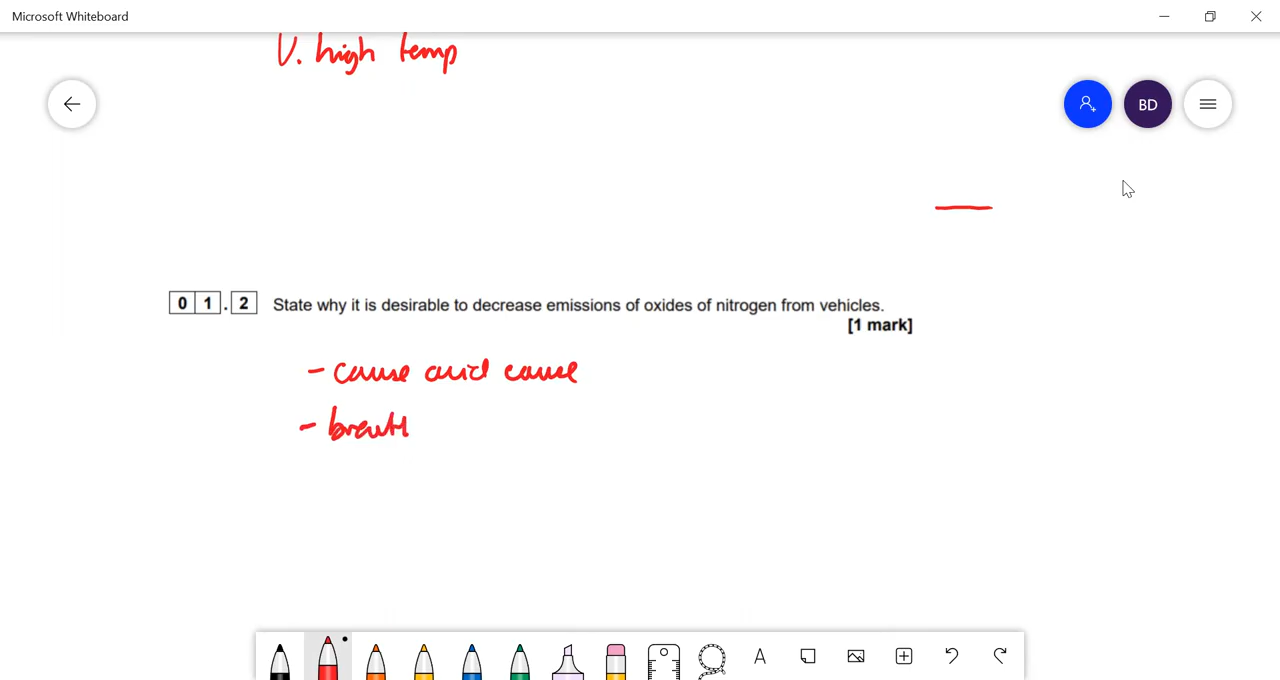 Microsoft Whiteboard
V. high temp
BD
0 1 . 2 State why it is desirable to decrease emissions of oxides of nitrogen from vehicles.
[1 mark]
- cause acid cause
- breath
A